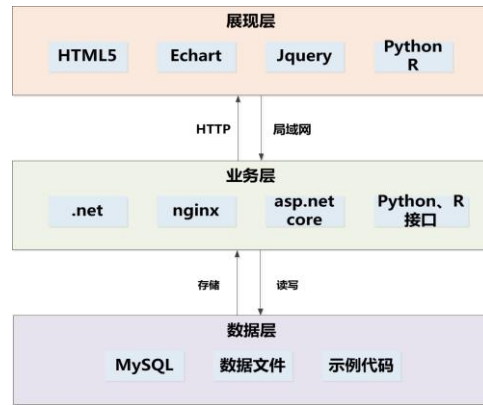 展现层
HTML5
Echart
Jquery
Python
R
HTTP
局域网
业务层
.net
nginx
asp.net
core
Python、R
接口
存储
读写
数据层
MySQL
数据文件
示例代码